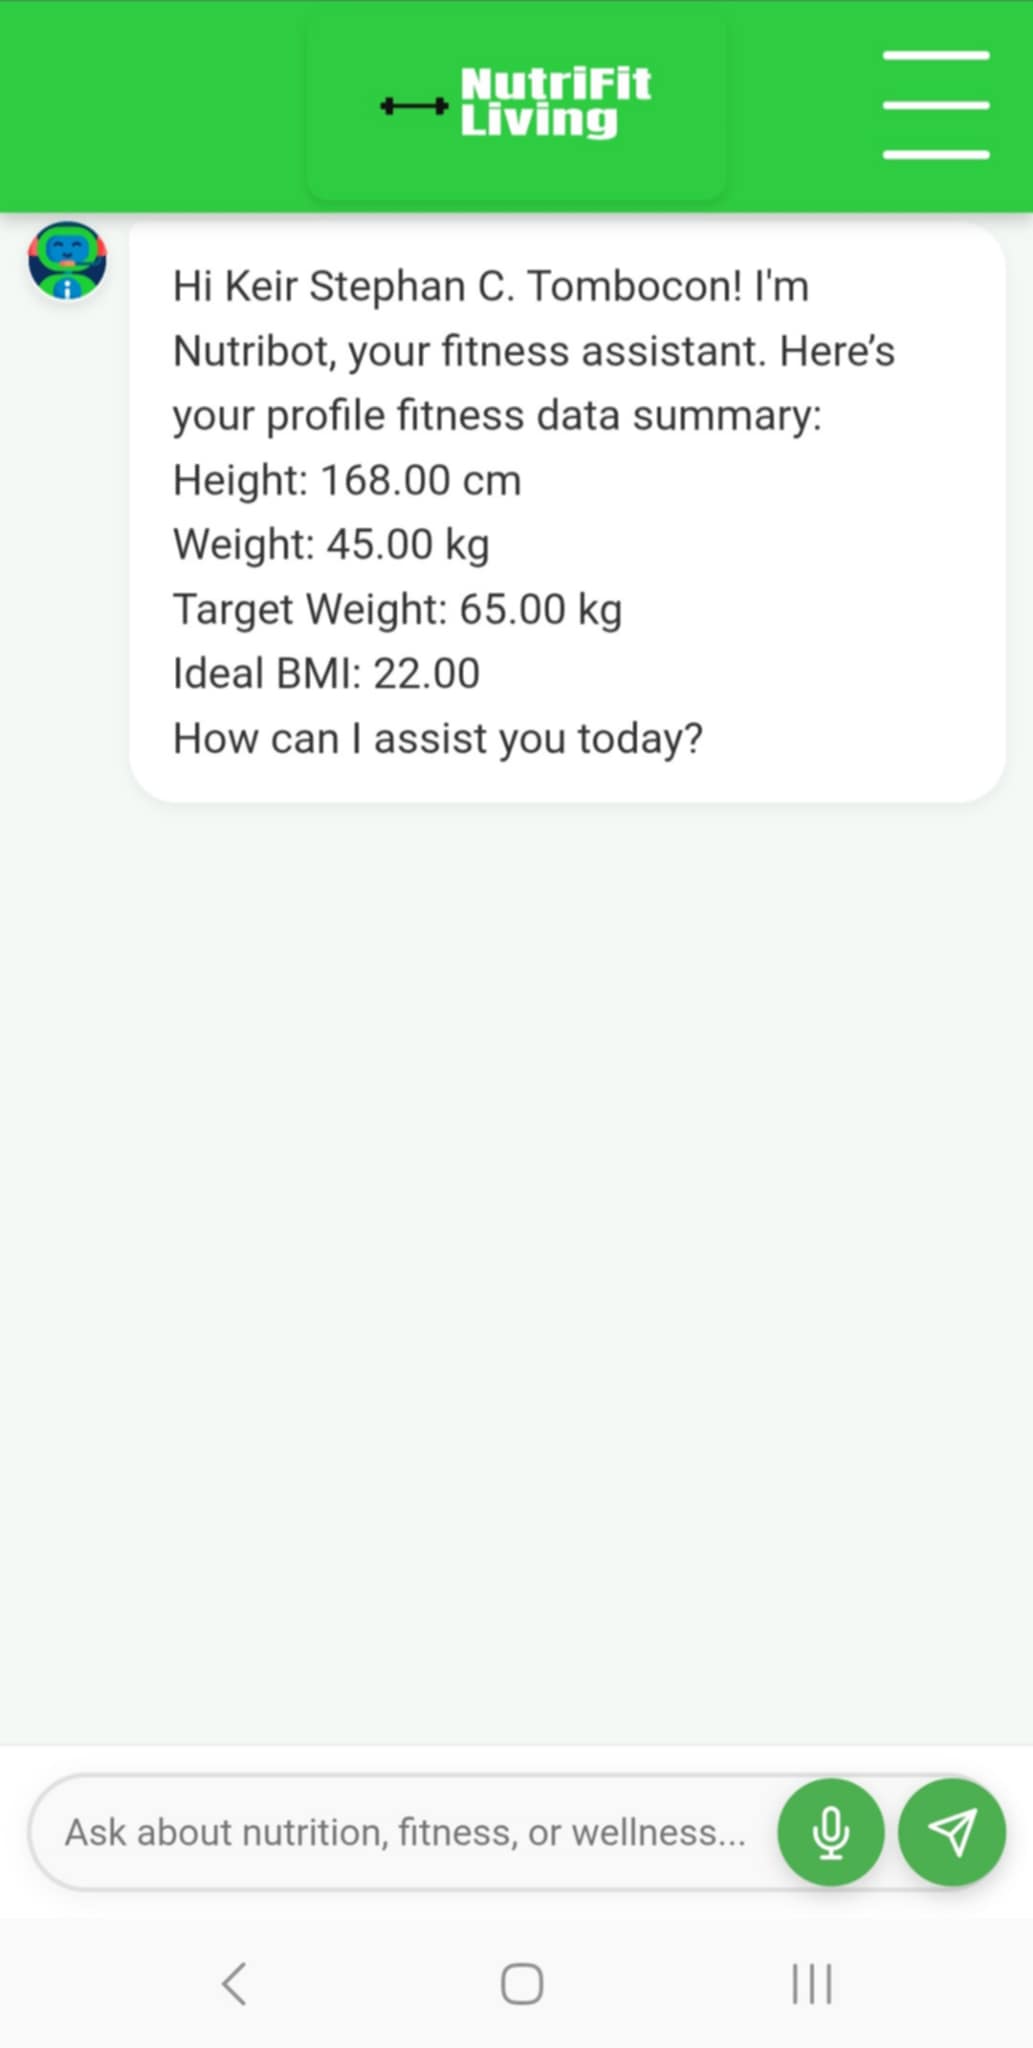 NutriFit
Living
Hi Keir Stephan C. Tombocon! I'm
Nutribot, your fitness assistant. Here’s
your profile fitness data summary:
Height: 168.00 cm
Weight: 45.00 kg
Target Weight: 65.00 kg
Ideal BMI: 22.00
How can I assist you today?
Ask about nutrition, fitness, or wellness...